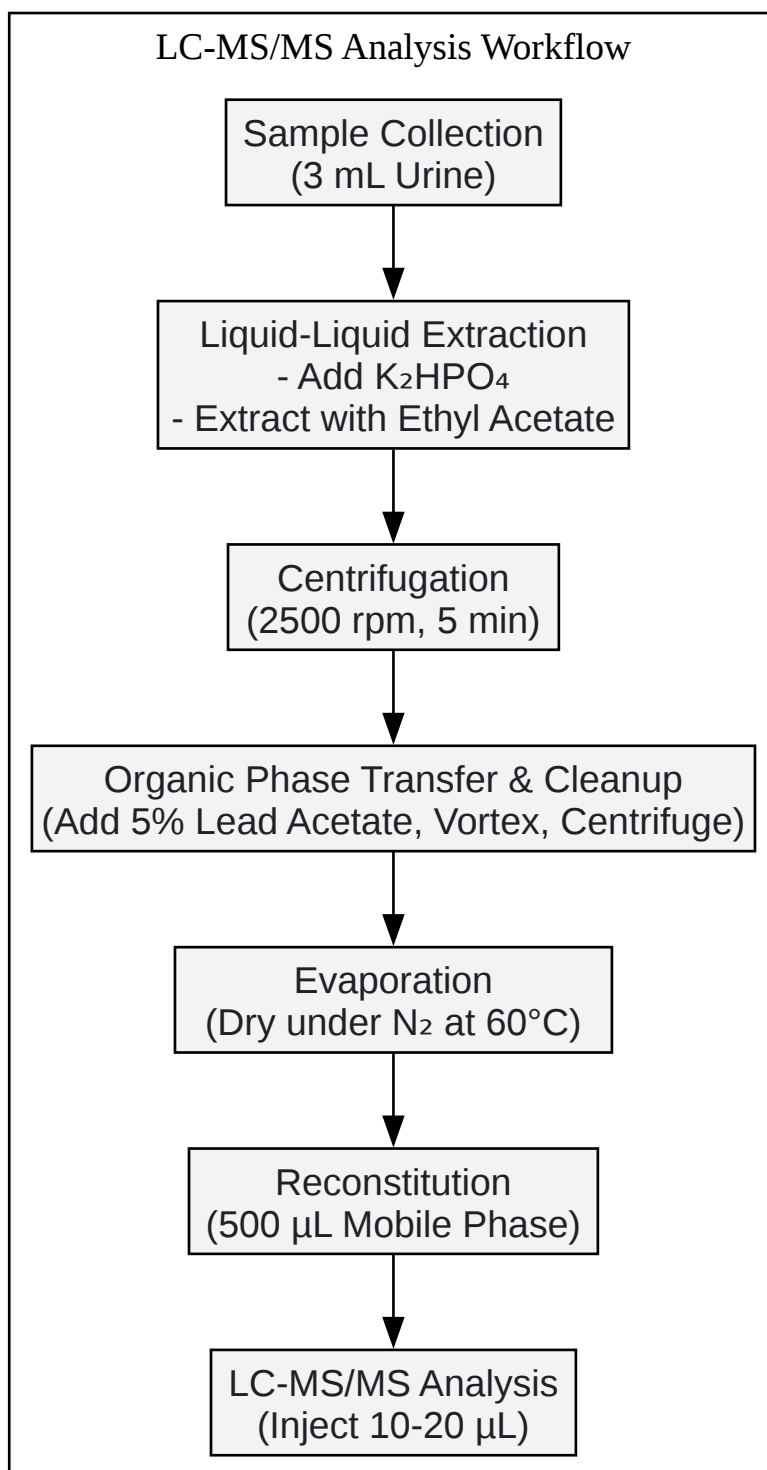 LC-MS/MS Analysis Workflow
Sample Collection
(3 mL Urine)
Liquid-Liquid Extraction
- Add K₂HPO₄
- Extract with Ethyl Acetate
Centrifugation
(2500 rpm, 5 min)
Organic Phase Transfer & Cleanup
(Add 5% Lead Acetate, Vortex, Centrifuge)
Evaporation
(Dry under N₂ at 60°C)
Reconstitution
(500 µL Mobile Phase)
LC-MS/MS Analysis
(Inject 10-20 µL)